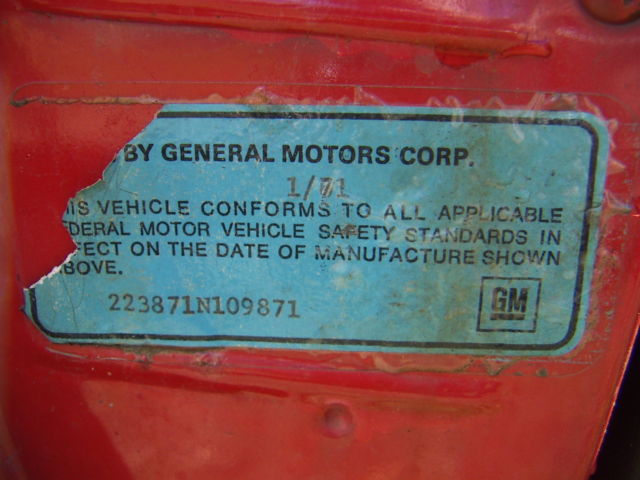 BY GENERAL MOTORS CORP.
1/71
IS VEHICLE CONFORMS TO ALL APPLICABLE
EDERAL MOTOR VEHICLE SAFETY STANDARDS IN
FECT ON THE DATE OF MANUFACTURE SHOWN
BOVE.
223871N109871
GM